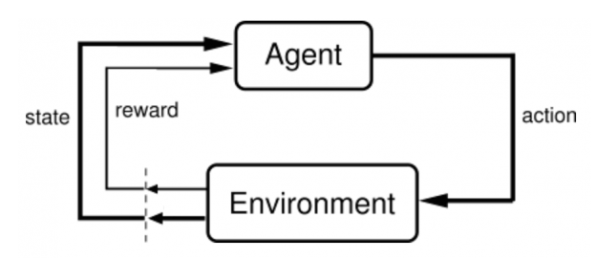 Agent
state
reward
action
Environment